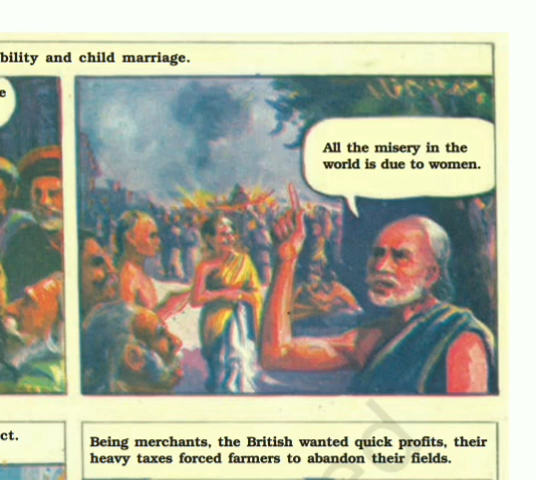 bility and child marriage.
e
All the misery in the
world is due to women.
ct.
Being merchants, the British wanted quick profits, their
heavy taxes forced farmers to abandon their fields.
ed